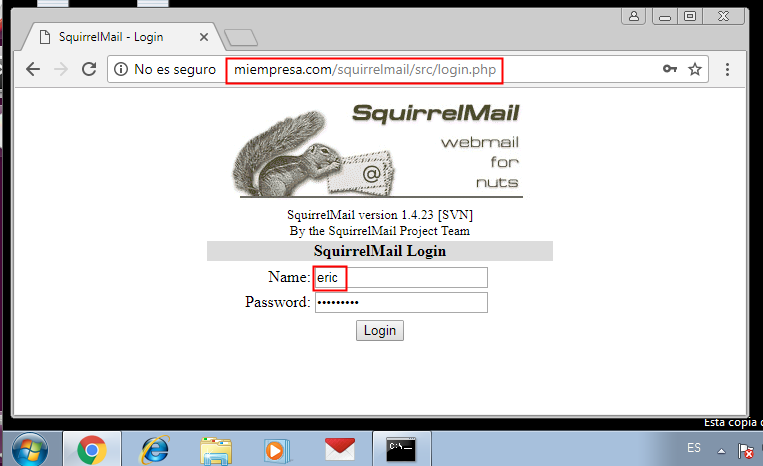 SquirrelMail - Login
No es seguro
miempresa.com/squirrelmail/src/login.php
SquirrelMail
webmail
for
nuts
@
SquirrelMail version 1.4.23 [SVN]
By the SquirrelMail Project Team
SquirrelMail Login
Name: eric
Password: •••••••••
Login
Esta copia d
C:\_
ES